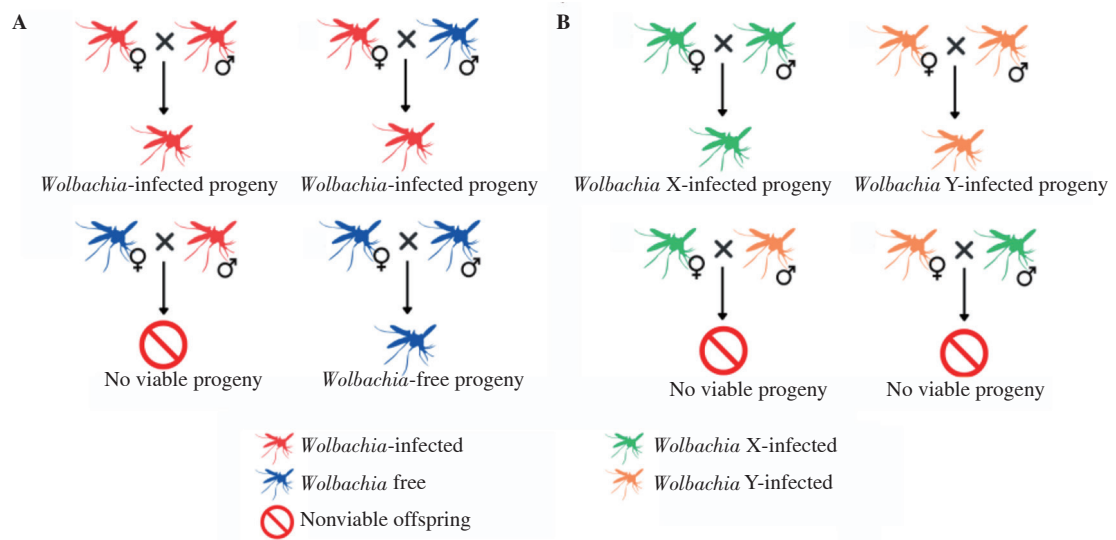 A
B
♀ × ♂
♀ × ♂
♀ × ♂
♀ × ♂
Wolbachia-infected progeny
Wolbachia-infected progeny
Wolbachia X-infected progeny
Wolbachia Y-infected progeny
♀ × ♂
♀ × ♂
♀ × ♂
♀ × ♂
No viable progeny
Wolbachia-free progeny
No viable progeny
No viable progeny
Wolbachia-infected
Wolbachia free
Nonviable offspring
Wolbachia X-infected
Wolbachia Y-infected